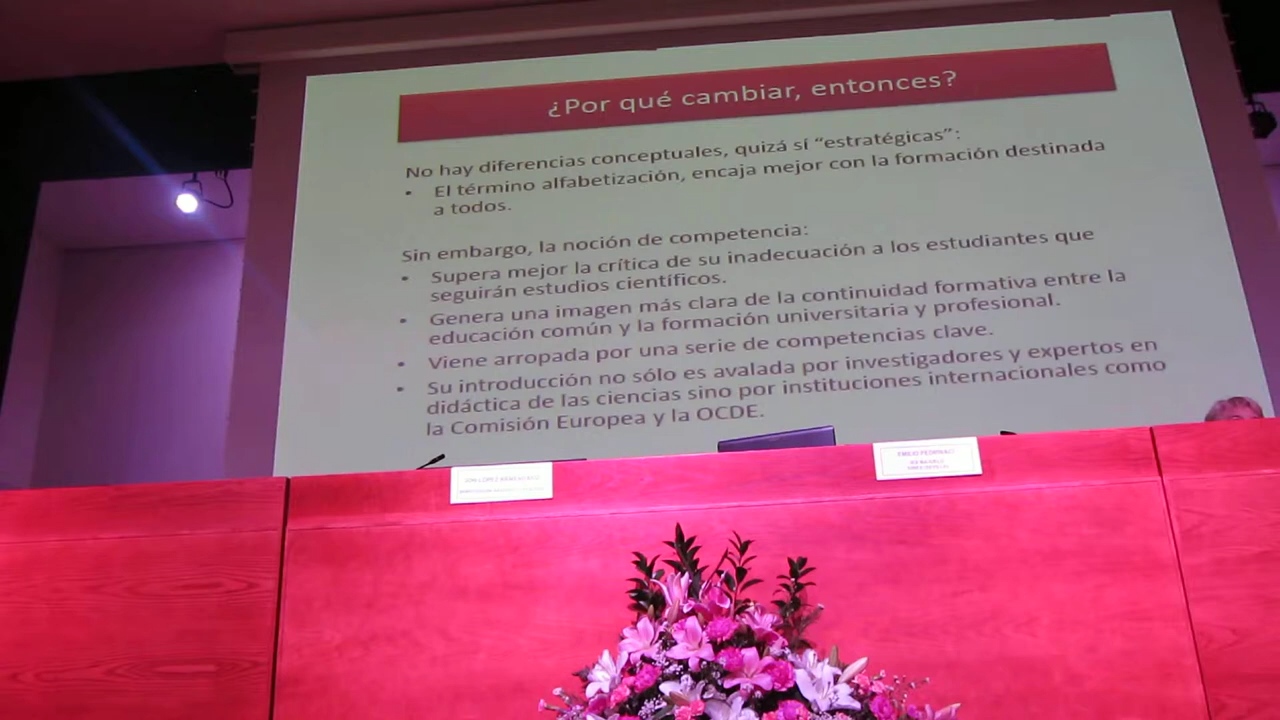 ¿Por qué cambiar, entonces?
No hay diferencias conceptuales, quizá sí “estratégicas”:
• El término alfabetización, encaja mejor con la formación destinada
a todos.
Sin embargo, la noción de competencia:
• Supera mejor la crítica de su inadecuación a los estudiantes que
seguirán estudios científicos.
• Genera una imagen más clara de la continuidad formativa entre la
educación común y la formación universitaria y profesional.
• Viene arropada por una serie de competencias clave.
• Su introducción no sólo es avalada por investigadores y expertos en
didáctica de las ciencias sino por instituciones internacionales como
la Comisión Europea y la OCDE.
LÓPEZ
EMILIO PEDRINACI